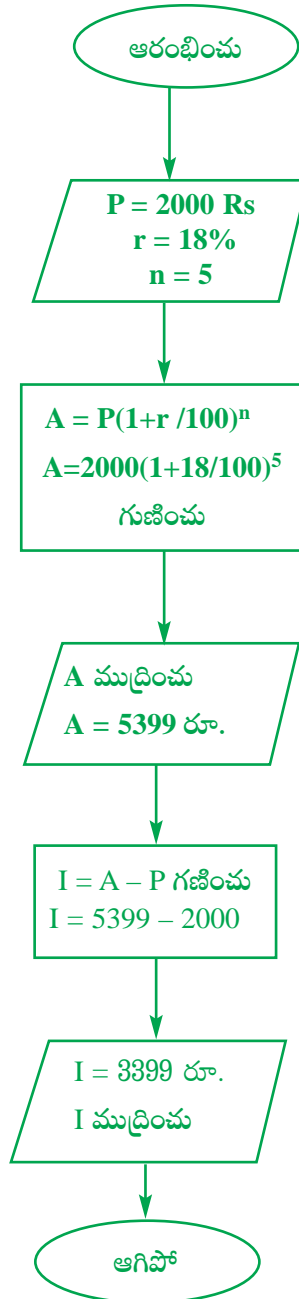 ఆరంభించు
P = 2000 Rs
r = 18%
n = 5
A = P(1+r /100)ⁿ
A=2000(1+18/100)⁵
గుణించు
A ముద్రించు
A = 5399 రూ.
I = A – P గణించు
I = 5399 – 2000
I = 3399 రూ.
I ముద్రించు
ఆగిపో